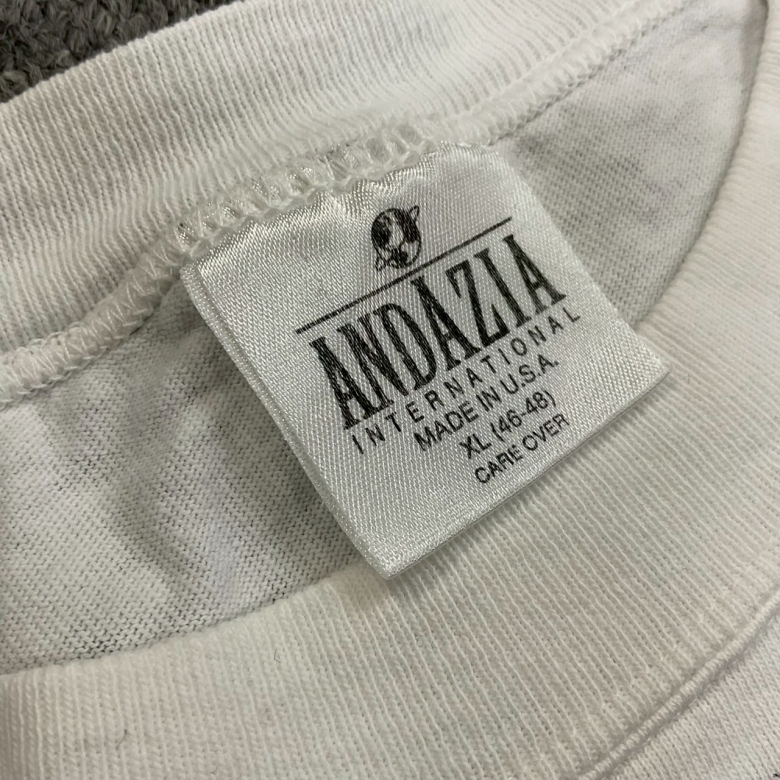 ANDAZIA
INTERNATIONAL
MADE IN U.S.A.
XL (46-48)
CARE OVER